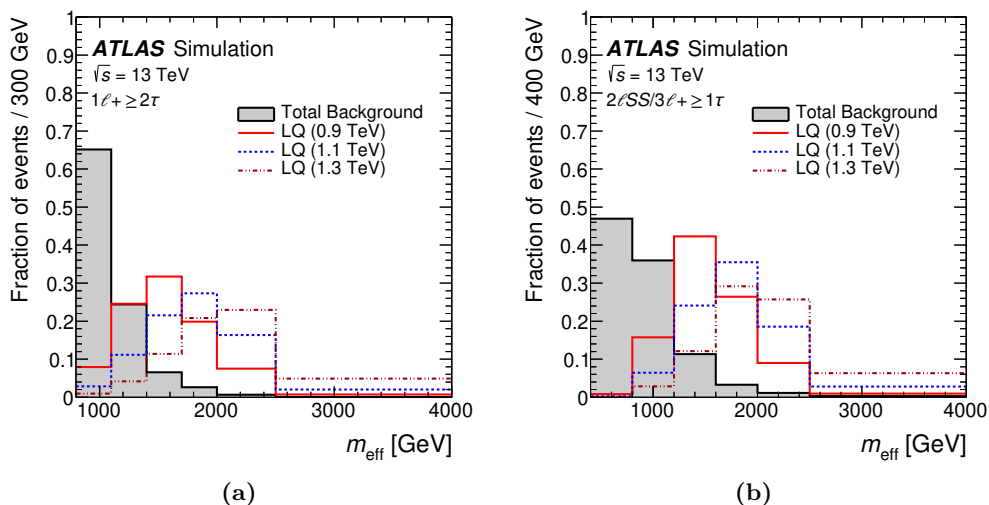 Fraction of events / 300 GeV
1
0.9
0.8
0.7
0.6
0.5
0.4
0.3
0.2
0.1
0
ATLAS Simulation
√s = 13 TeV
1ℓ+≥2τ
Total Background
LQ (0.9 TeV)
LQ (1.1 TeV)
LQ (1.3 TeV)
1000 2000 3000 4000
m_eff [GeV]
(a)
Fraction of events / 400 GeV
1
0.9
0.8
0.7
0.6
0.5
0.4
0.3
0.2
0.1
0
ATLAS Simulation
√s = 13 TeV
2ℓSS/3ℓ+≥1τ
Total Background
LQ (0.9 TeV)
LQ (1.1 TeV)
LQ (1.3 TeV)
1000 2000 3000 4000
m_eff [GeV]
(b)